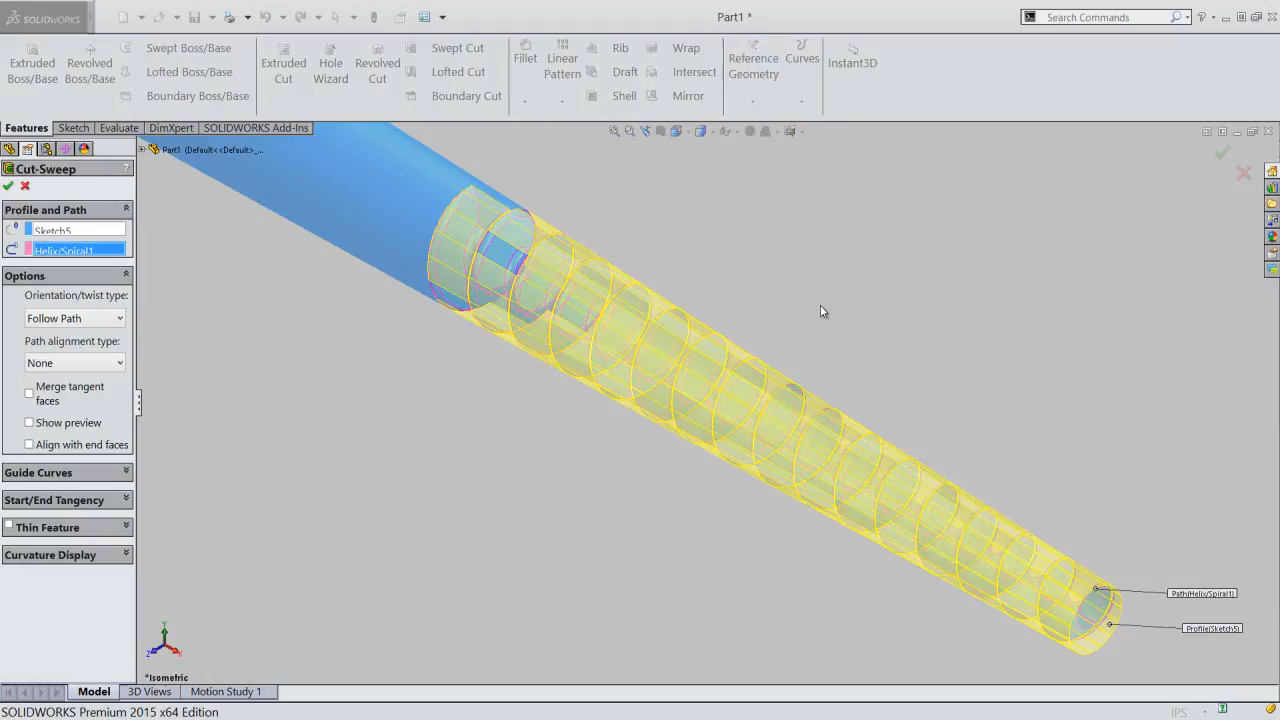 SOLIDWORKS
Part1 *
Search Commands
Extruded Boss/Base
Revolved Boss/Base
Swept Boss/Base
Lofted Boss/Base
Boundary Boss/Base
Extruded Cut
Hole Wizard
Revolved Cut
Swept Cut
Lofted Cut
Boundary Cut
Fillet
Linear Pattern
Rib
Draft
Shell
Wrap
Intersect
Mirror
Reference Geometry
Curves
Instant3D
Features
Sketch
Evaluate
DimXpert
SOLIDWORKS Add-Ins
Part1 (Default<<Default>_...
Cut-Sweep
?
Profile and Path
Sketch5
Helix/Spiral1
Options
Orientation/twist type:
Follow Path
Path alignment type:
None
Merge tangent
faces
Show preview
Align with end faces
Guide Curves
Start/End Tangency
Thin Feature
Curvature Display
Path(Helix/Spiral1)
Profile(Sketch5)
Y
Z
X
*Isometric
Model
3D Views
Motion Study 1
SOLIDWORKS Premium 2015 x64 Edition
IPS